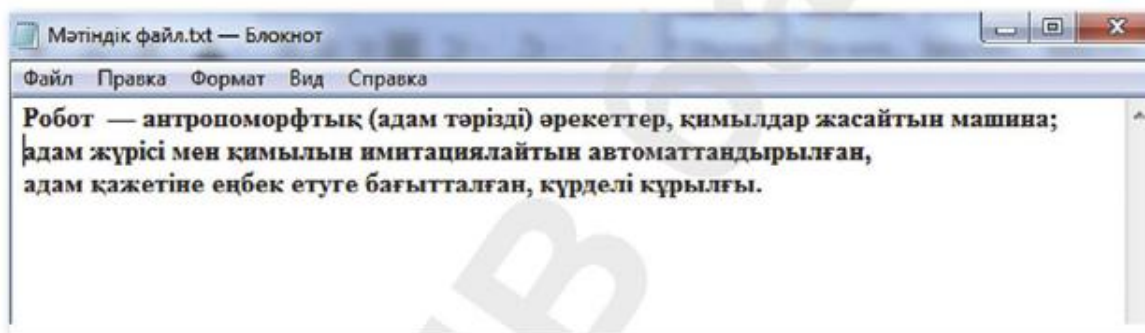 Мәтіндік файл.txt — Блокнот
Файл Правка Формат Вид Справка
Робот — антропоморфтық (адам тәрізді) әрекеттер, қимылдар жасайтын машина;
адам жүрісі мен қимылын имитациялайтын автоматтандырылған,
адам қажетіне еңбек етуге бағытталған, күрделі құрылғы.